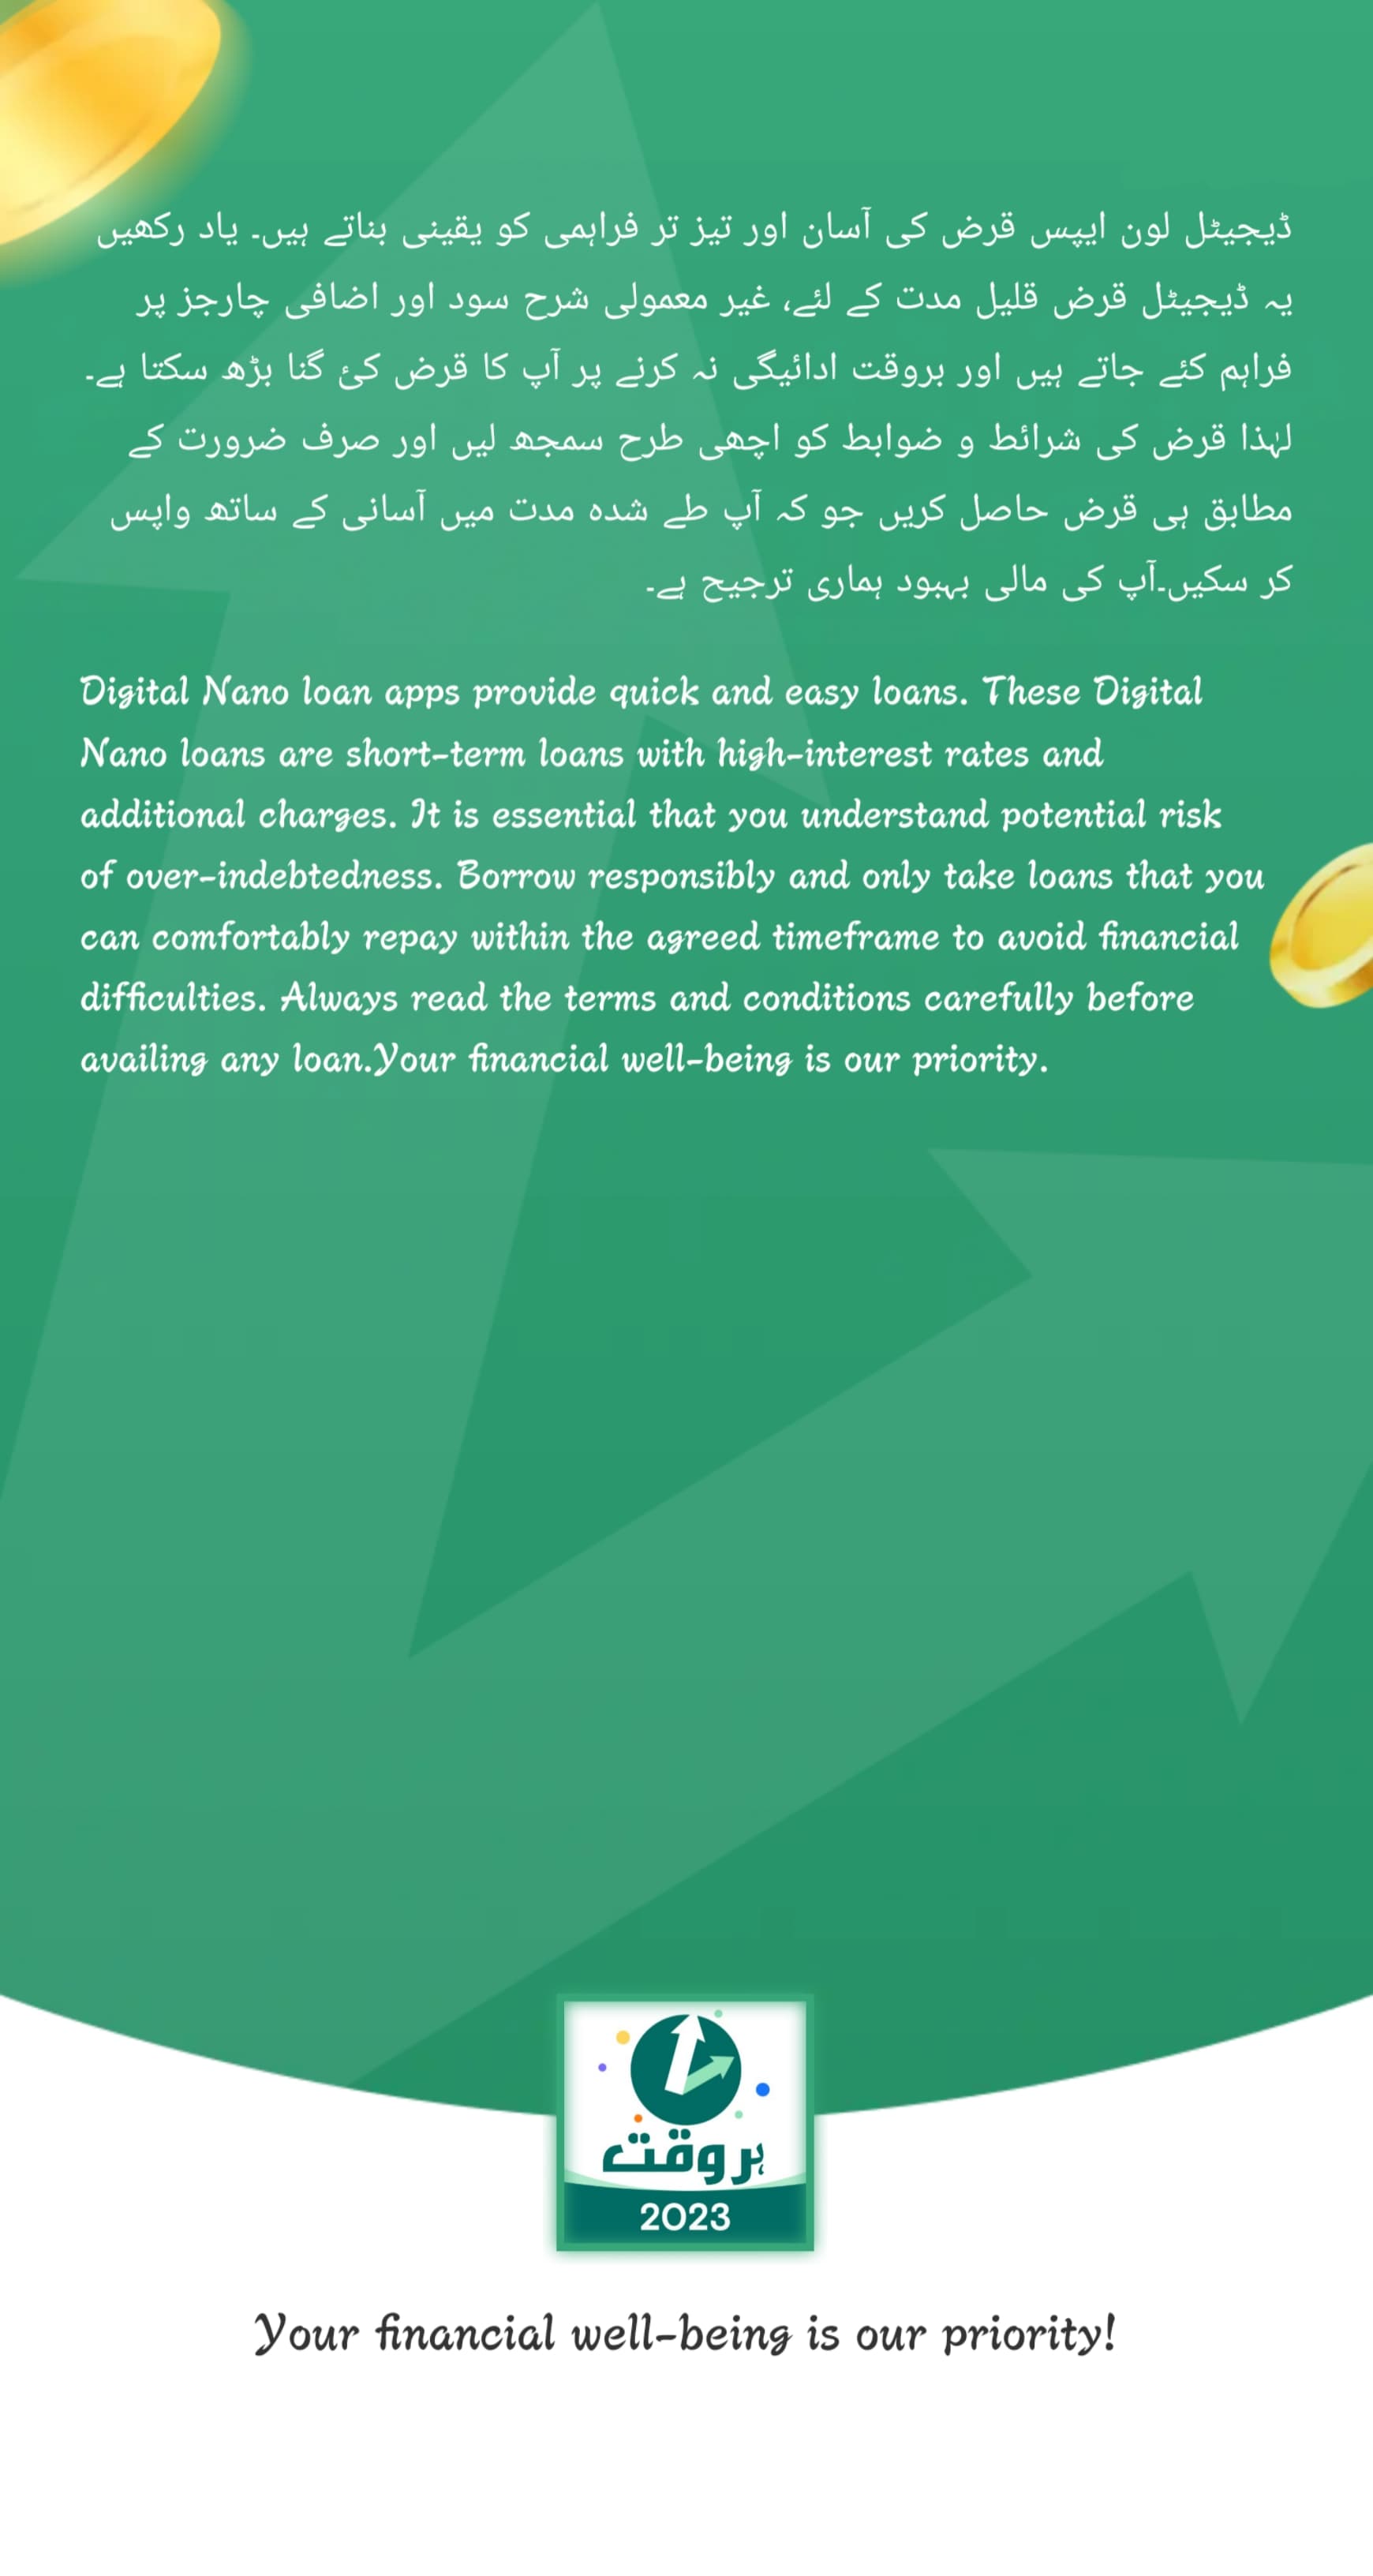 ڈیجیٹل لون ایپس قرض کی آسان اور تیز تر فراہمی کو یقینی بناتے ہیں۔ یاد رکھیں
یہ ڈیجیٹل قرض قلیل مدت کے لئے، غیر معمولی شرح سود اور اضافی چارجز پر
فراہم کئے جاتے ہیں اور بروقت ادائیگی نہ کرنے پر آپ کا قرض کئ گنا بڑھ سکتا ہے۔
لہٰذا قرض کی شرائط و ضوابط کو اچھی طرح سمجھ لیں اور صرف ضرورت کے
مطابق ہی قرض حاصل کریں جو کہ آپ طے شدہ مدت میں آسانی کے ساتھ واپس
کر سکیں۔آپ کی مالی بہبود ہماری ترجیح ہے۔
Digital Nano loan apps provide quick and easy loans. These Digital
Nano loans are short-term loans with high-interest rates and
additional charges. It is essential that you understand potential risk
of over-indebtedness. Borrow responsibly and only take loans that you
can comfortably repay within the agreed timeframe to avoid financial
difficulties. Always read the terms and conditions carefully before
availing any loan.Your financial well-being is our priority.
بروقت
2023
Your financial well-being is our priority!